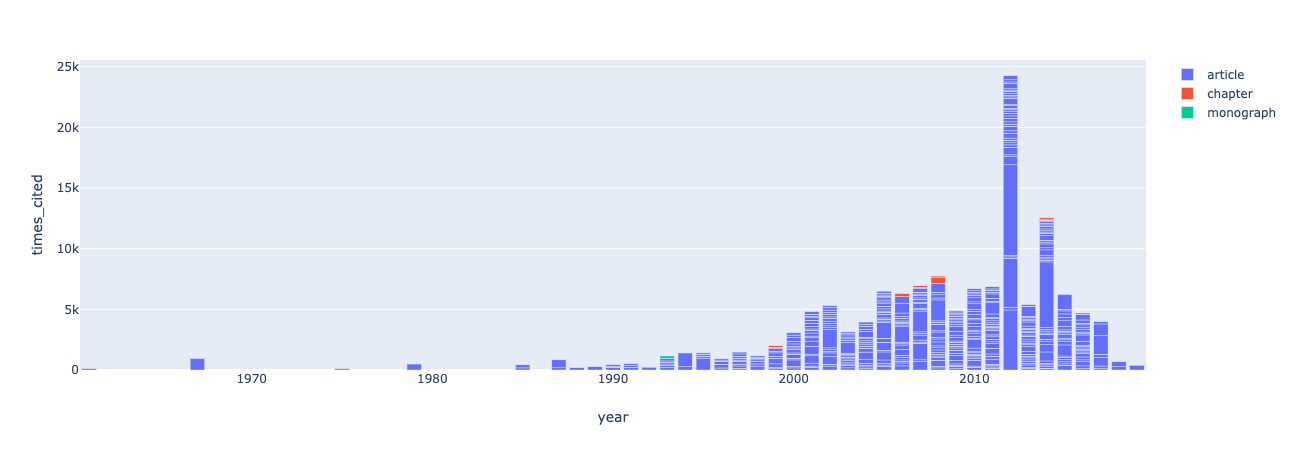 25k
20k
15k
10k
5k
0
times_cited
1970
1980
1990
2000
2010
year
article
chapter
monograph